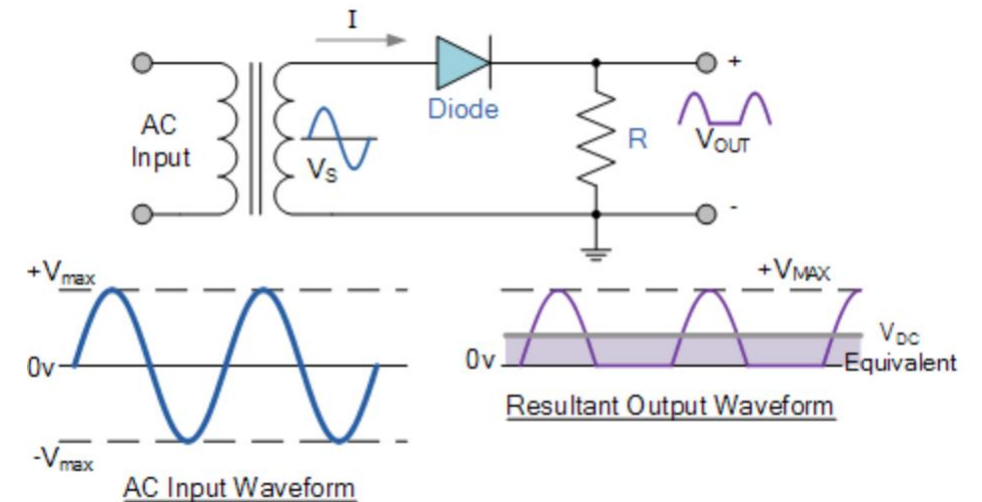 I
AC
Input
VS
Diode
R
+
VOUT
-
+Vmax
0v
-Vmax
AC Input Waveform
+VMAX
VDC
0v
Equivalent
Resultant Output Waveform